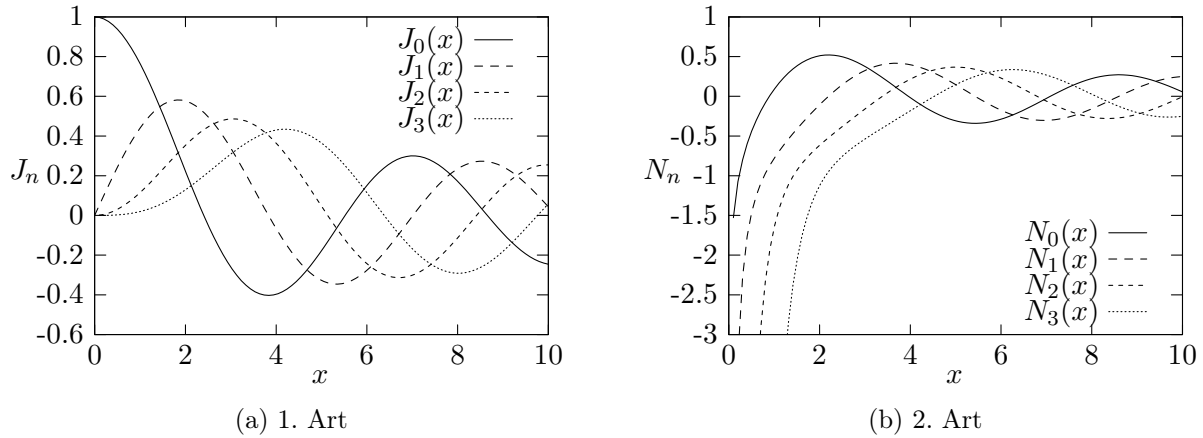 1
0.8
0.6
0.4
J_n 0.2
0
-0.2
-0.4
-0.6
0 2 4 6 8 10
x
J_0(x)
J_1(x)
J_2(x)
J_3(x)
(a) 1. Art
1
0.5
0
-0.5
N_n -1
-1.5
-2
-2.5
-3
0 2 4 6 8 10
x
N_0(x)
N_1(x)
N_2(x)
N_3(x)
(b) 2. Art